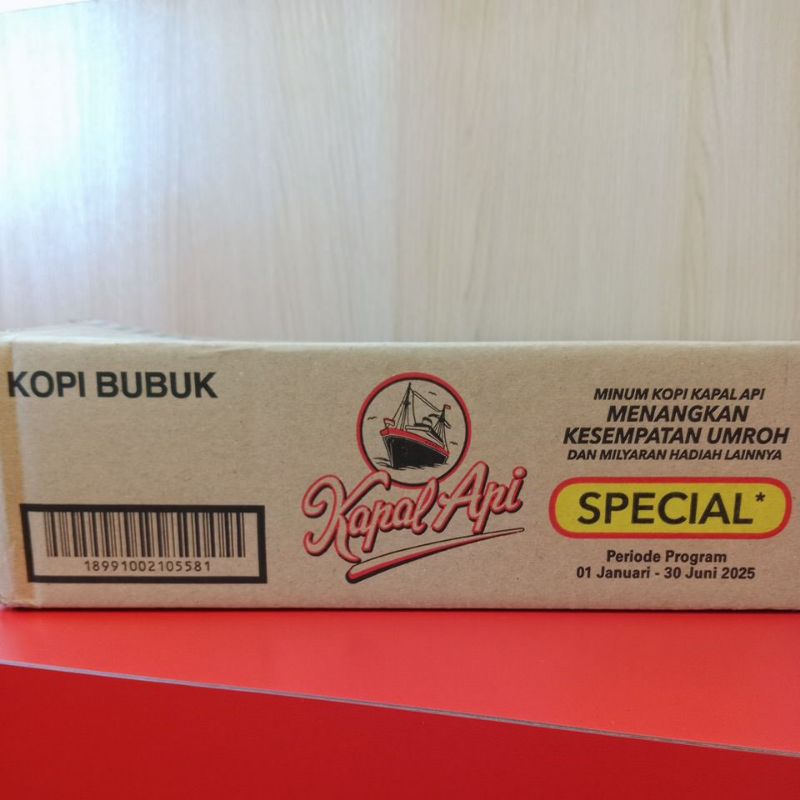 KOPI BUBUK
18991002105581
Kapal Api
MINUM KOPI KAPAL API
MENANGKAN
KESEMPATAN UMROH
DAN MILYARAN HADIAH LAINNYA
SPECIAL*
Periode Program
01 Januari - 30 Juni 2025